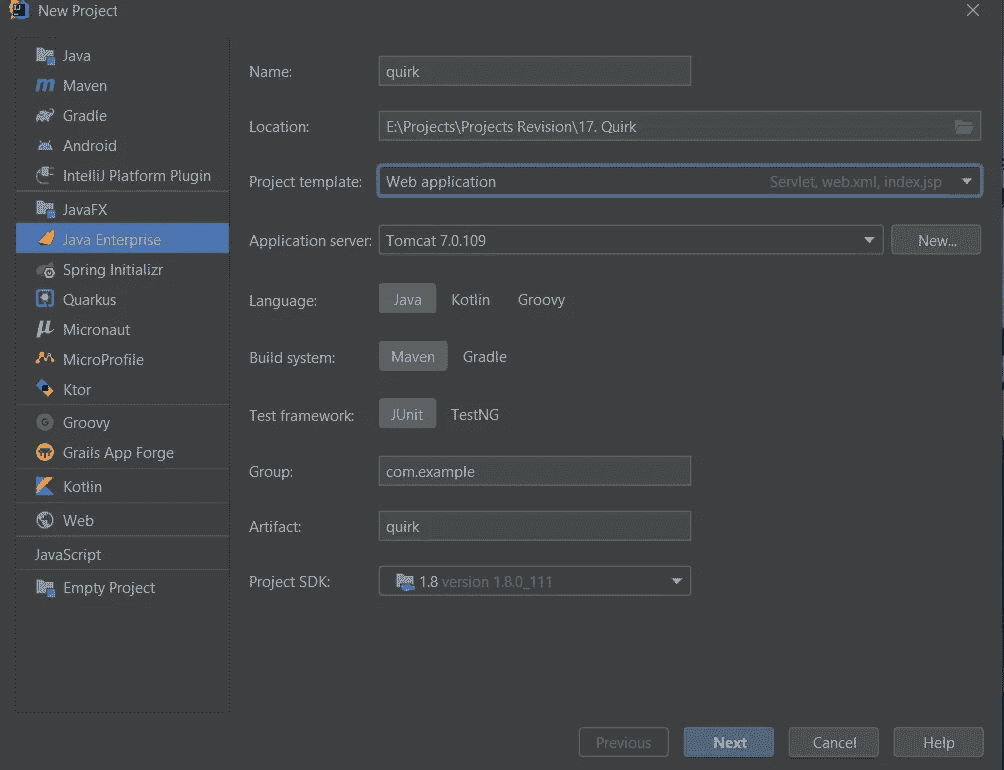 New Project
Java
Maven
Gradle
Android
IntelliJ Platform Plugin
JavaFX
Java Enterprise
Spring Initializr
Quarkus
Micronaut
MicroProfile
Ktor
Groovy
Grails App Forge
Kotlin
Web
JavaScript
Empty Project
Name: quirk
Location: E:\Projects\Projects Revision\17. Quirk
Project template: Web application Servlet, web.xml, index.jsp
Application server: Tomcat 7.0.109 New...
Language: Java Kotlin Groovy
Build system: Maven Gradle
Test framework: JUnit TestNG
Group: com.example
Artifact: quirk
Project SDK: 1.8 version 1.8.0_111
Previous Next Cancel Help